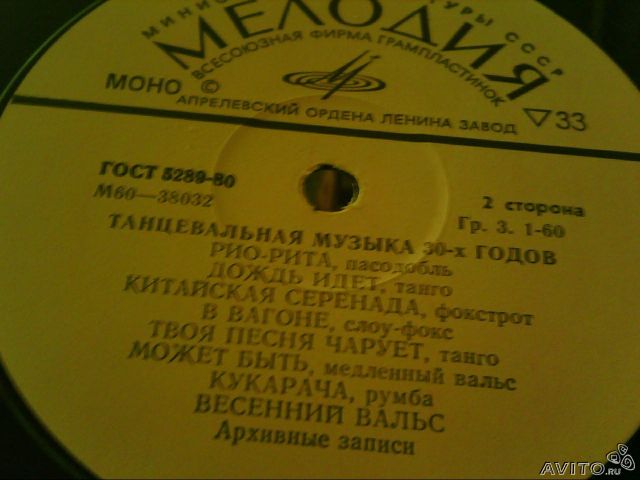 МИНИС ТУРЫ СССР
МЕЛОДИЯ
ВСЕСОЮЗНАЯ ФИРМА ГРАМПЛАСТИНОК
МОНО ©
АПРЕЛЕВСКИЙ ОРДЕНА ЛЕНИНА ЗАВОД
▽33
ГОСТ 5289-80
М60—38032
2 сторона
Гр. 3. 1-60
ТАНЦЕВАЛЬНАЯ МУЗЫКА 30-х ГОДОВ
РИО-РИТА, пасодобль
ДОЖДЬ ИДЕТ, танго
КИТАЙСКАЯ СЕРЕНАДА, фокстрот
В ВАГОНЕ, слоу-фокс
ТВОЯ ПЕСНЯ ЧАРУЕТ, танго
МОЖЕТ БЫТЬ, медленный вальс
КУКАРАЧА, румба
ВЕСЕННИЙ ВАЛЬС
Архивные записи
AVITO.RU